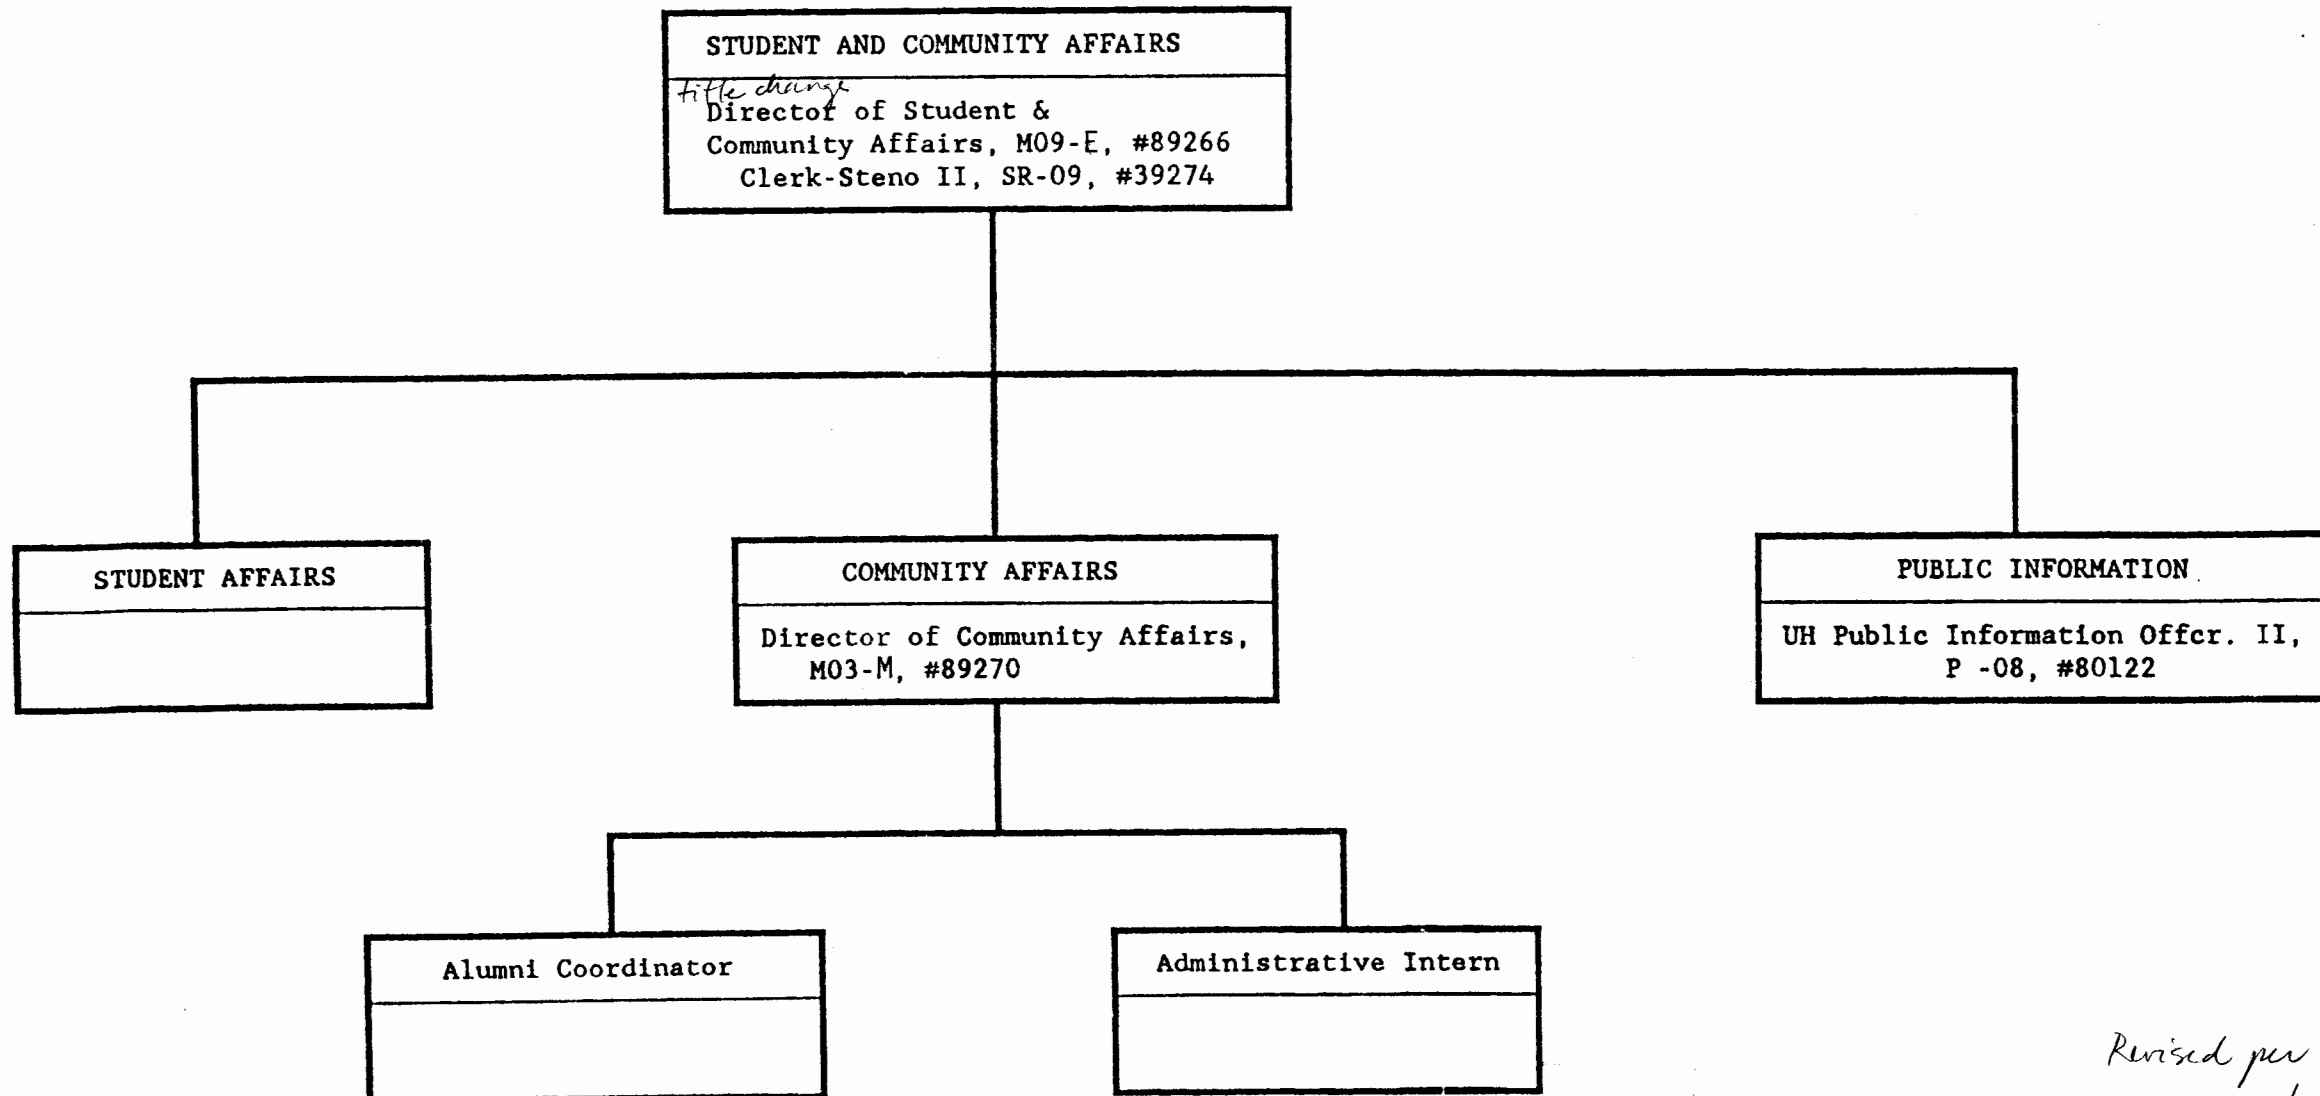 STUDENT AND COMMUNITY AFFAIRS
title change
Director of Student &
Community Affairs, M09-E, #89266
Clerk-Steno II, SR-09, #39274
STUDENT AFFAIRS
COMMUNITY AFFAIRS
Director of Community Affairs,
M03-M, #89270
PUBLIC INFORMATION
UH Public Information Offcr. II,
P -08, #80122
Alumni Coordinator
Administrative Intern
Revised per